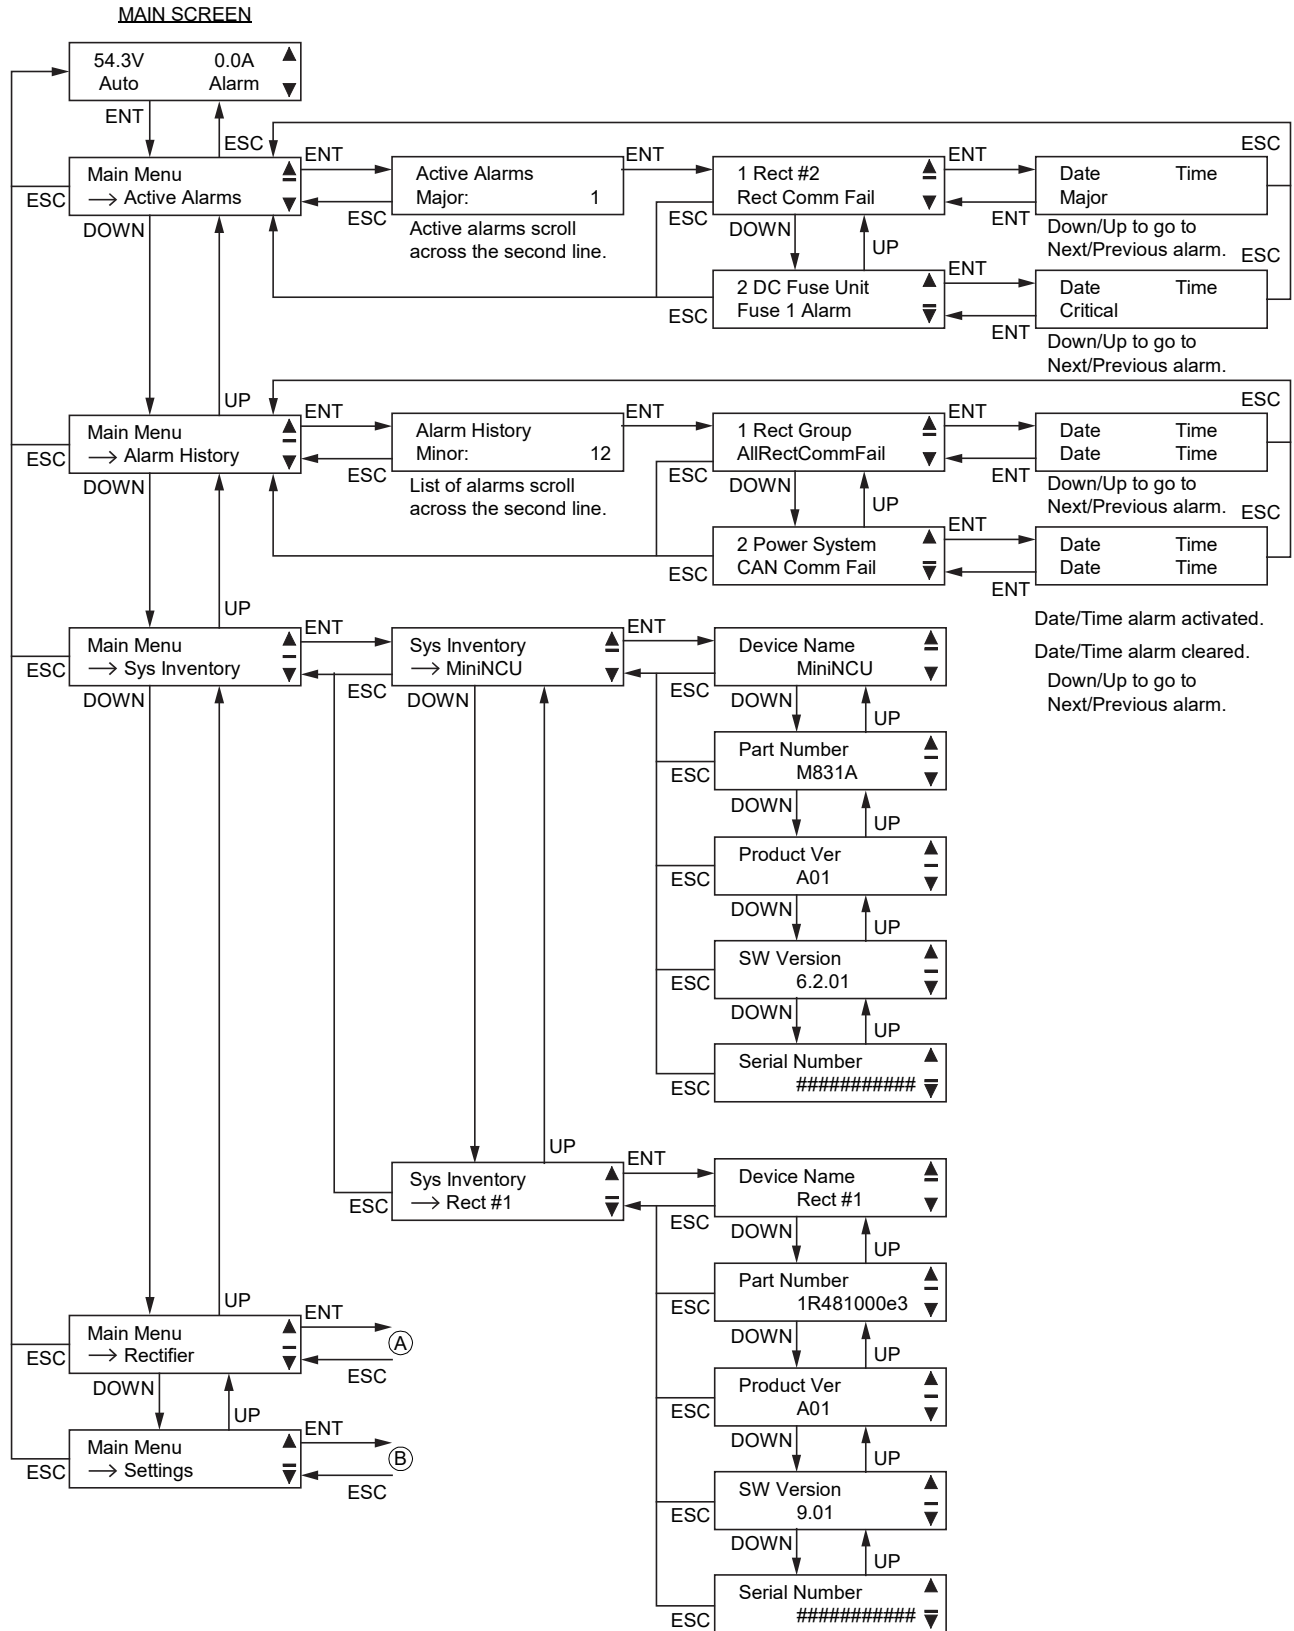 MAIN SCREEN
54.3V 0.0A
Auto Alarm
ENT
ESC
ESC
Main Menu
→ Active Alarms
ESC
DOWN
ENT
ESC
Active Alarms
Major: 1
Active alarms scroll
across the second line.
ENT
1 Rect #2
Rect Comm Fail
ESC
DOWN
UP
ENT
ENT
Date Time
Major
Down/Up to go to
Next/Previous alarm.
ESC
2 DC Fuse Unit
Fuse 1 Alarm
ESC
ENT
ENT
Date Time
Critical
Down/Up to go to
Next/Previous alarm.
UP
Main Menu
→ Alarm History
ESC
DOWN
ENT
ESC
Alarm History
Minor: 12
List of alarms scroll
across the second line.
ENT
1 Rect Group
AllRectCommFail
ESC
DOWN
UP
ENT
ENT
ESC
Date Time
Date Time
Down/Up to go to
Next/Previous alarm.
ESC
2 Power System
CAN Comm Fail
ESC
ENT
ENT
Date Time
Date Time
Date/Time alarm activated.
Date/Time alarm cleared.
Down/Up to go to
Next/Previous alarm.
UP
Main Menu
→ Sys Inventory
ESC
DOWN
ENT
ESC
Sys Inventory
→ MiniNCU
DOWN
ENT
Device Name
MiniNCU
ESC
DOWN
UP
Part Number
M831A
ESC
DOWN
UP
Product Ver
A01
ESC
DOWN
UP
SW Version
6.2.01
ESC
DOWN
UP
Serial Number
###########
ESC
UP
Sys Inventory
→ Rect #1
ESC
ENT
Device Name
Rect #1
ESC
DOWN
UP
Part Number
1R481000e3
ESC
DOWN
UP
Product Ver
A01
ESC
DOWN
UP
SW Version
9.01
ESC
DOWN
UP
Serial Number
###########
ESC
UP
Main Menu
→ Rectifier
ESC
DOWN
UP
ENT
A
ESC
Main Menu
→ Settings
ESC
ENT
B
ESC